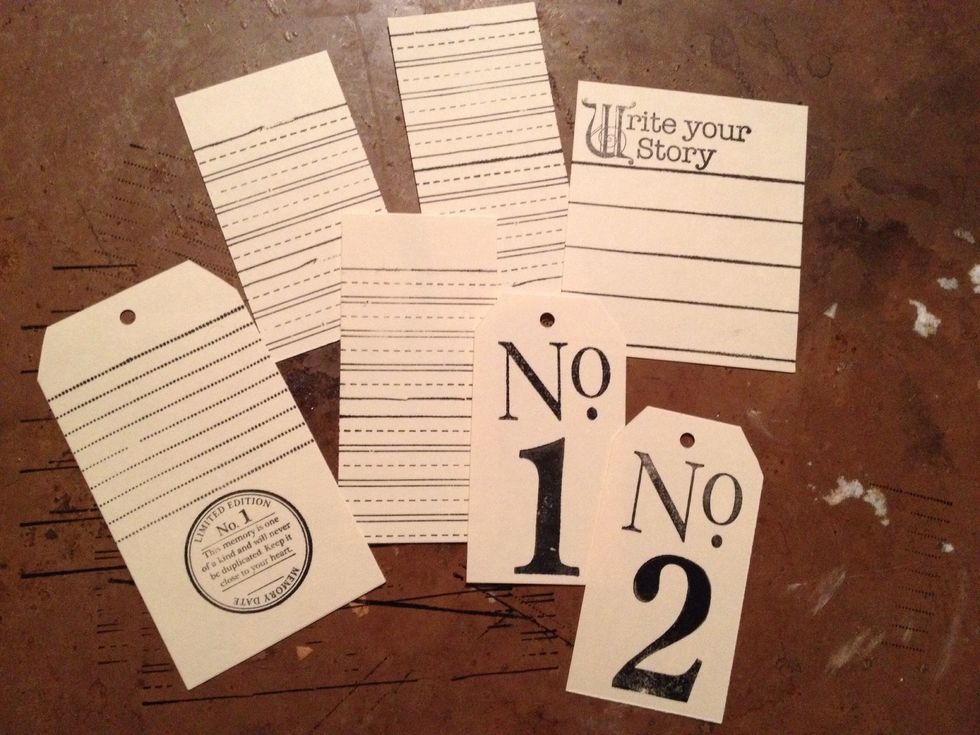 Write your
Story
No
1
No
2
LIMITED EDITION
No. 1
This memory is one
of a kind and will never
be duplicated. Keep it
close to your heart.
MEMORY DATE